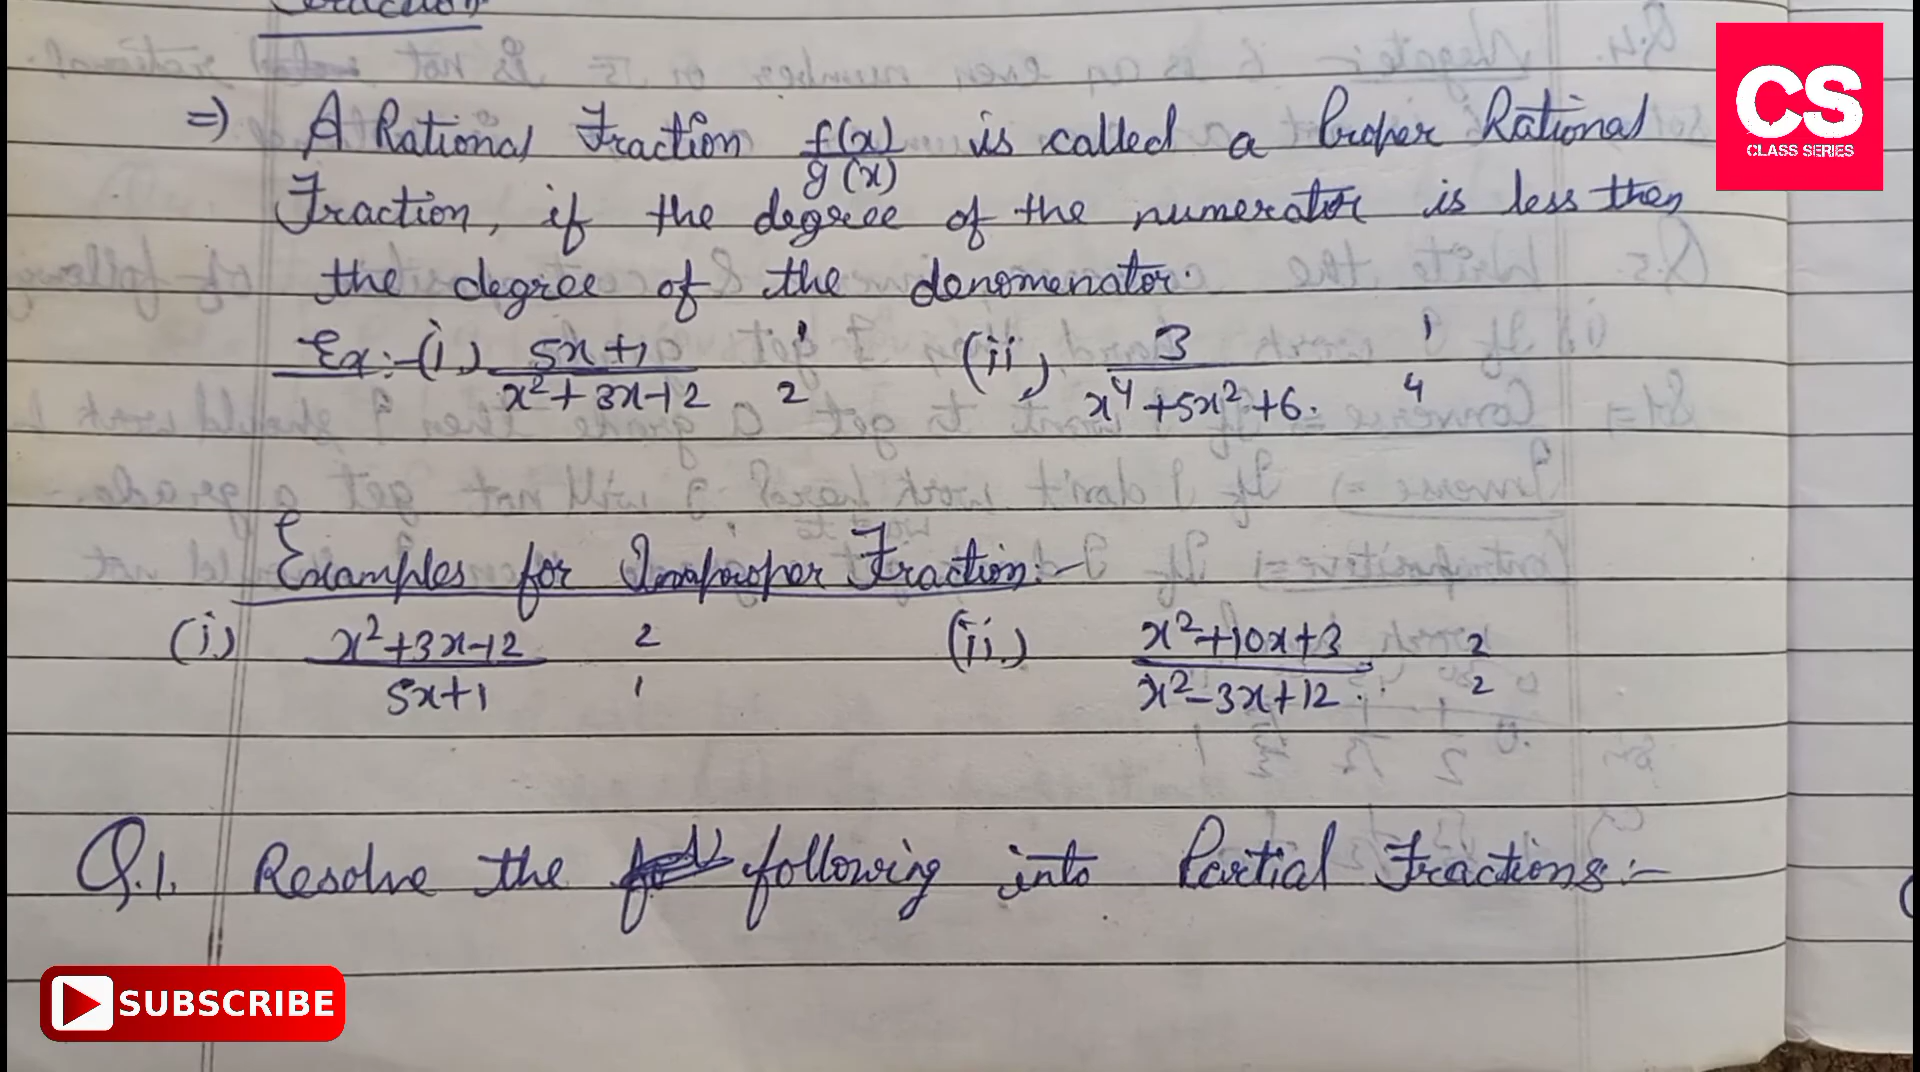 CS
CLASS SERIES
=) A Rational Fraction f(x)/g(x) is called a Proper Rational
Fraction, if the degree of the numerator is less then
the degree of the denomenator.
Ex:-(i) 5x+1/x²+3x-12 1/2 (ii) 3/x⁴+5x²+6. 1/4
Examples for Improper Fraction:-
(i) x²+3x-12/5x+1 2/1 (ii.) x²+10x+3/x²-3x+12. 2/2
Q.1. Resolve the following into Partial Fractions:-
SUBSCRIBE